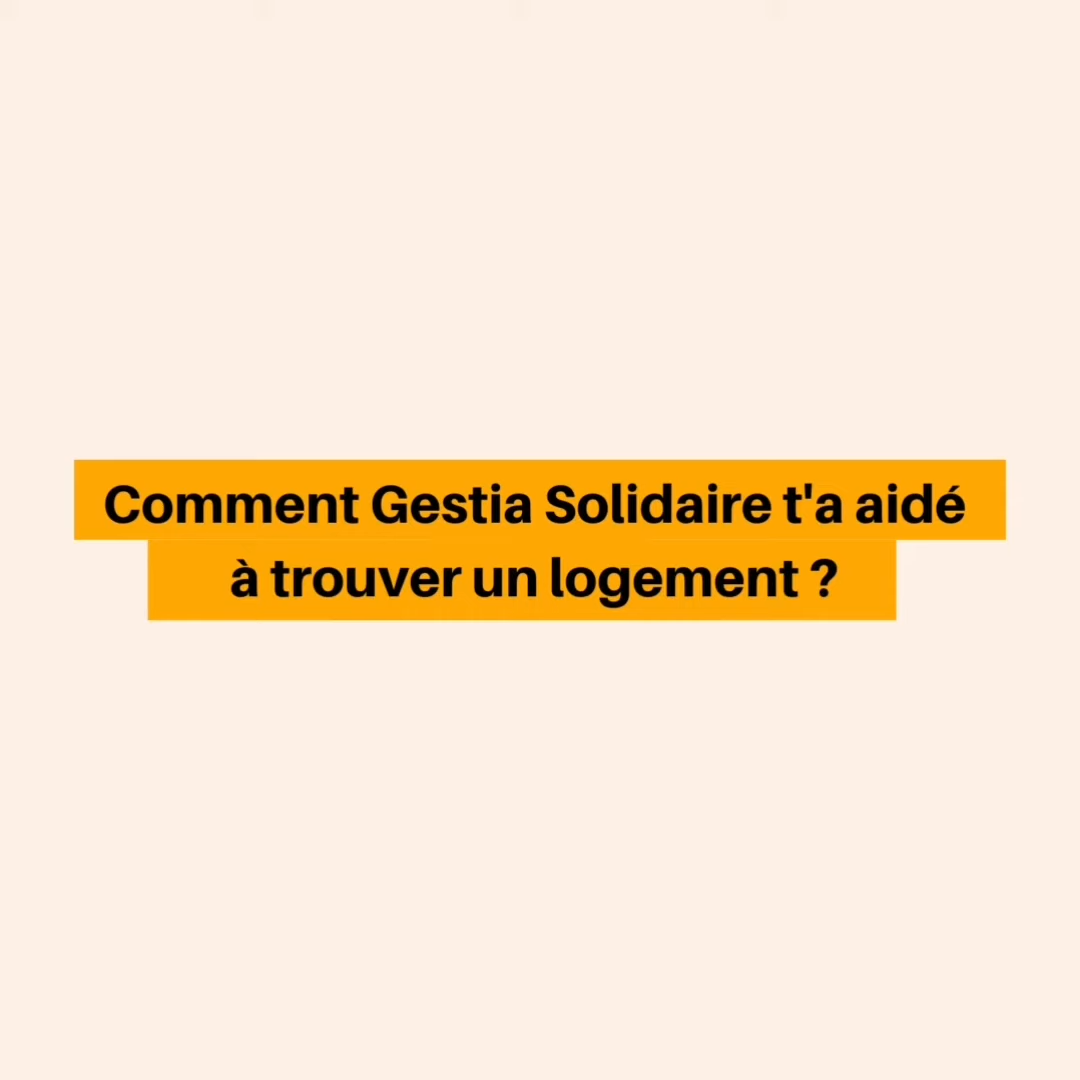 Comment Gestia Solidaire t'a aidé
à trouver un logement ?